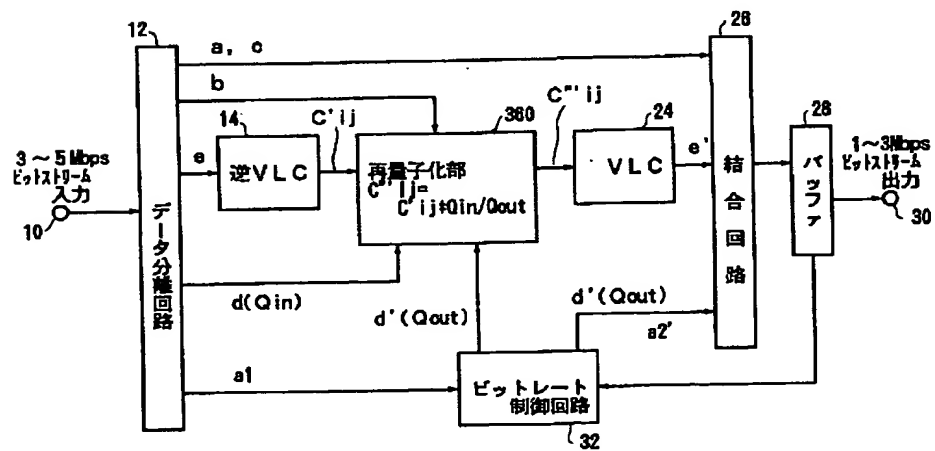 12
a, c
26
b
14
C'ij
360
C'''ij
24
28
3〜5Mbps
ビットストリーム
入力
10
e
逆VLC
再量子化部
C'''ij=
C'ij*Qin/Qout
VLC
e'
1〜3Mbps
ビットストリーム
出力
30
データ分離回路
結合回路
バッファ
d(Qin)
d'(Qout)
d'(Qout)
a2'
a1
ビットレート
制御回路
32